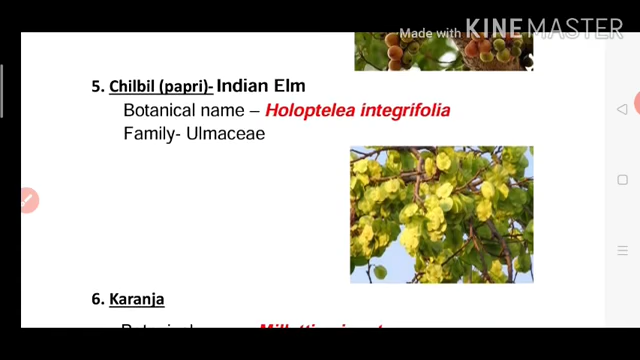 Made with KINEMASTER
5. Chilbil (papri)- Indian Elm
Botanical name – Holoptelea integrifolia
Family- Ulmaceae
6. Karanja